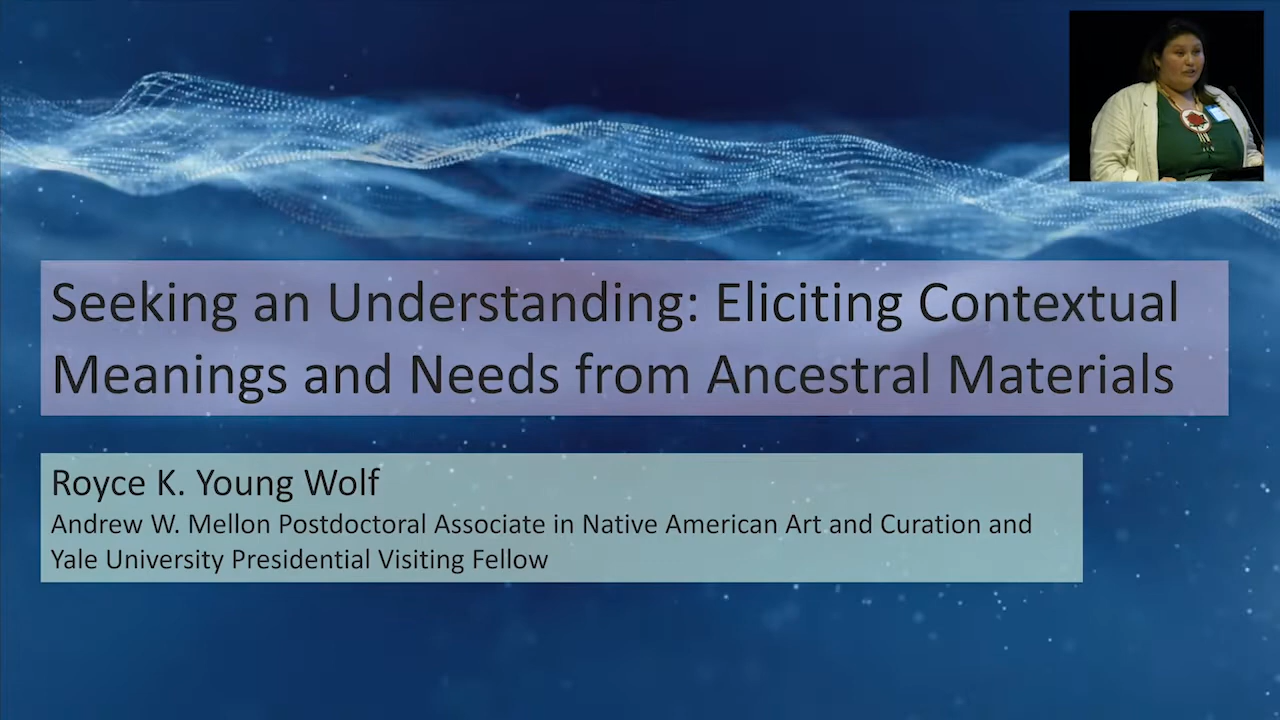 Seeking an Understanding: Eliciting Contextual
Meanings and Needs from Ancestral Materials
Royce K. Young Wolf
Andrew W. Mellon Postdoctoral Associate in Native American Art and Curation and
Yale University Presidential Visiting Fellow